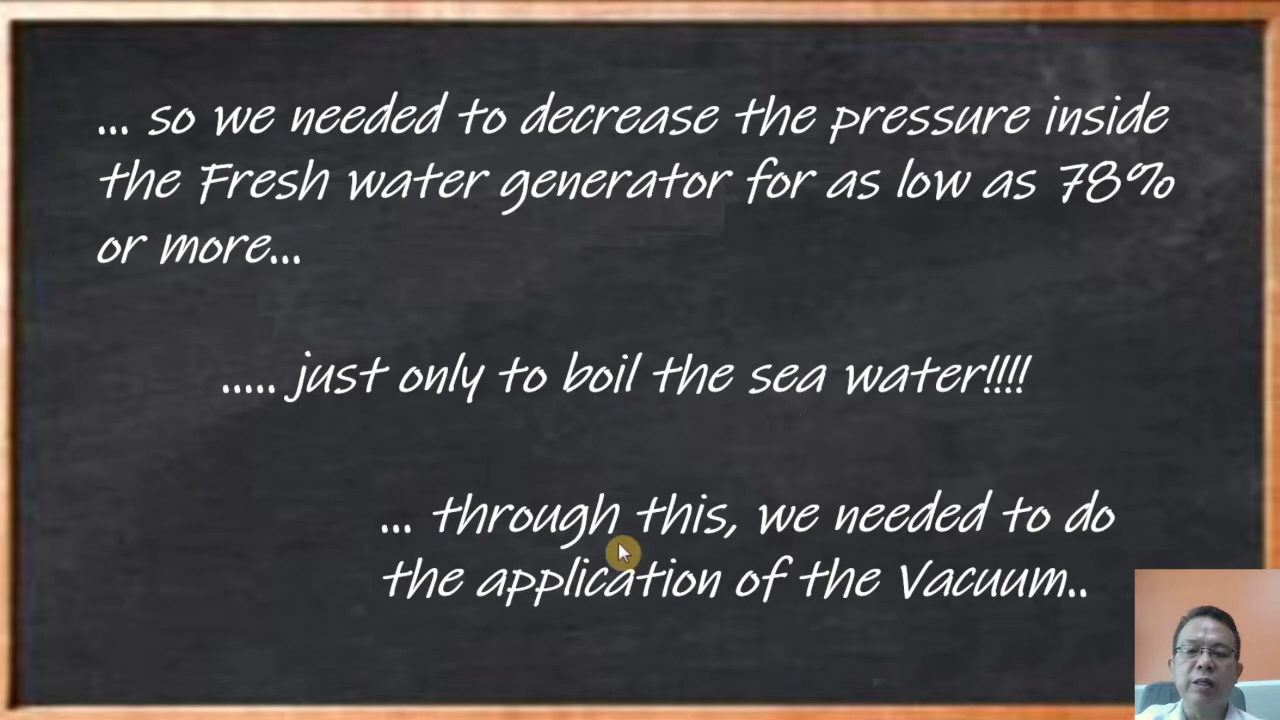 ... so we needed to decrease the pressure inside
the Fresh water generator for as low as 78%
or more...
..... just only to boil the sea water!!!!
... through this, we needed to do
the application of the Vacuum..